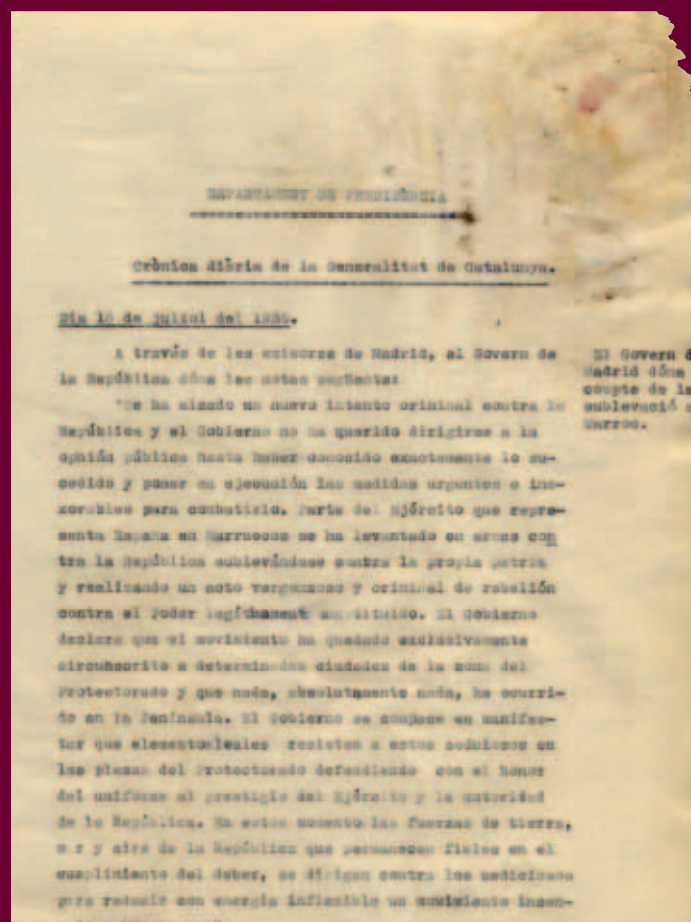 DEPARTAMENT DE PRESIDÈNCIA
Crònica diària de la Generalitat de Catalunya.
Dia 18 de juliol del 1936.
A través de les emisores de Madrid, el Govern de
la República dóna les notes següents:
"Se ha alzado un nuevo intento criminal contra la
República y el Gobierno no ha querido dirigirse a la
opinión pública hasta haber conocido exactamente lo su-
cedido y poner en ejecución las medidas urgentes e ine-
xorables para combatirlo. Parte del Ejército que repre-
senta España en Marruecos se ha levantado en armas con
tra la República sublevándose contra la propia patria
y realizando un acto vergonzoso y criminal de rebelión
contra el Poder El Gobierno
declara que el movimiento ha quedado exclusivamente
circunscrito a determinadas ciudades de la zona del
Protectorado y que nada, absolutamente nada, ha ocurri-
do en la Península. El Gobierno se complace en manifes-
tar que elementos leales resisten a estos sediciosos en
las plazas del Protectorado defendiendo con el honor
del uniforme el prestigio del Ejército y la autoridad
de la República. En estos momento las fuerzas de tierra,
m r y aire de la República que permanecen fieles en el
cumplimiento del deber, se dirigen contra los sediciosos
para reducir con energía inflexible un movimiento insen-
El Govern d
Madrid dóna
compte de la
sublevació a
Marroc.